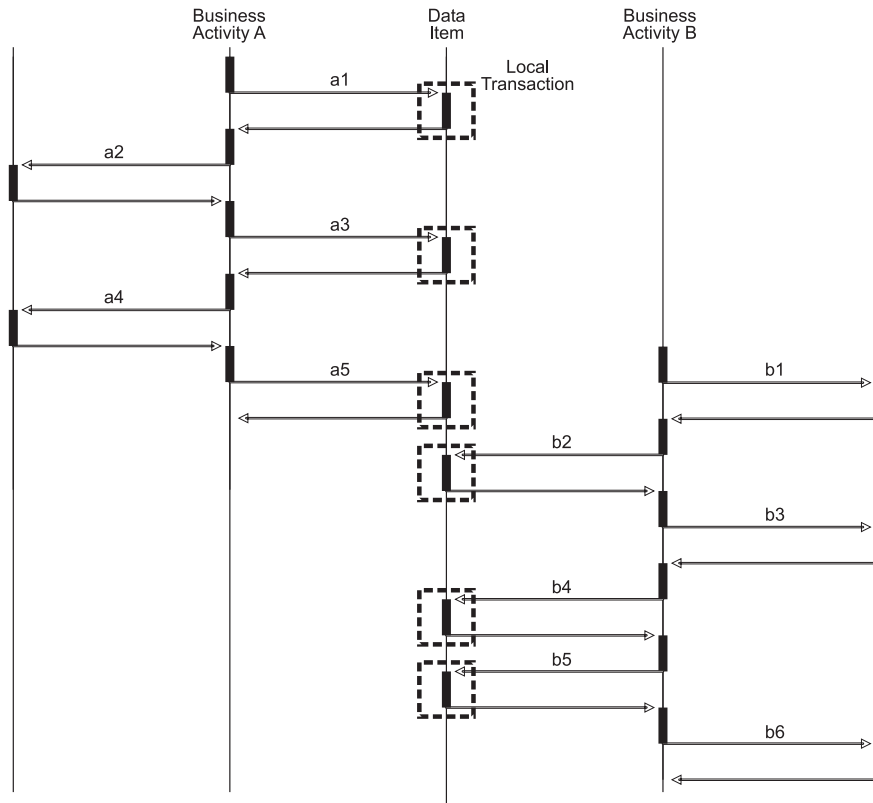 Business
Activity A
Data
Item
Business
Activity B
Local
Transaction
a1
a2
a3
a4
a5
b1
b2
b3
b4
b5
b6